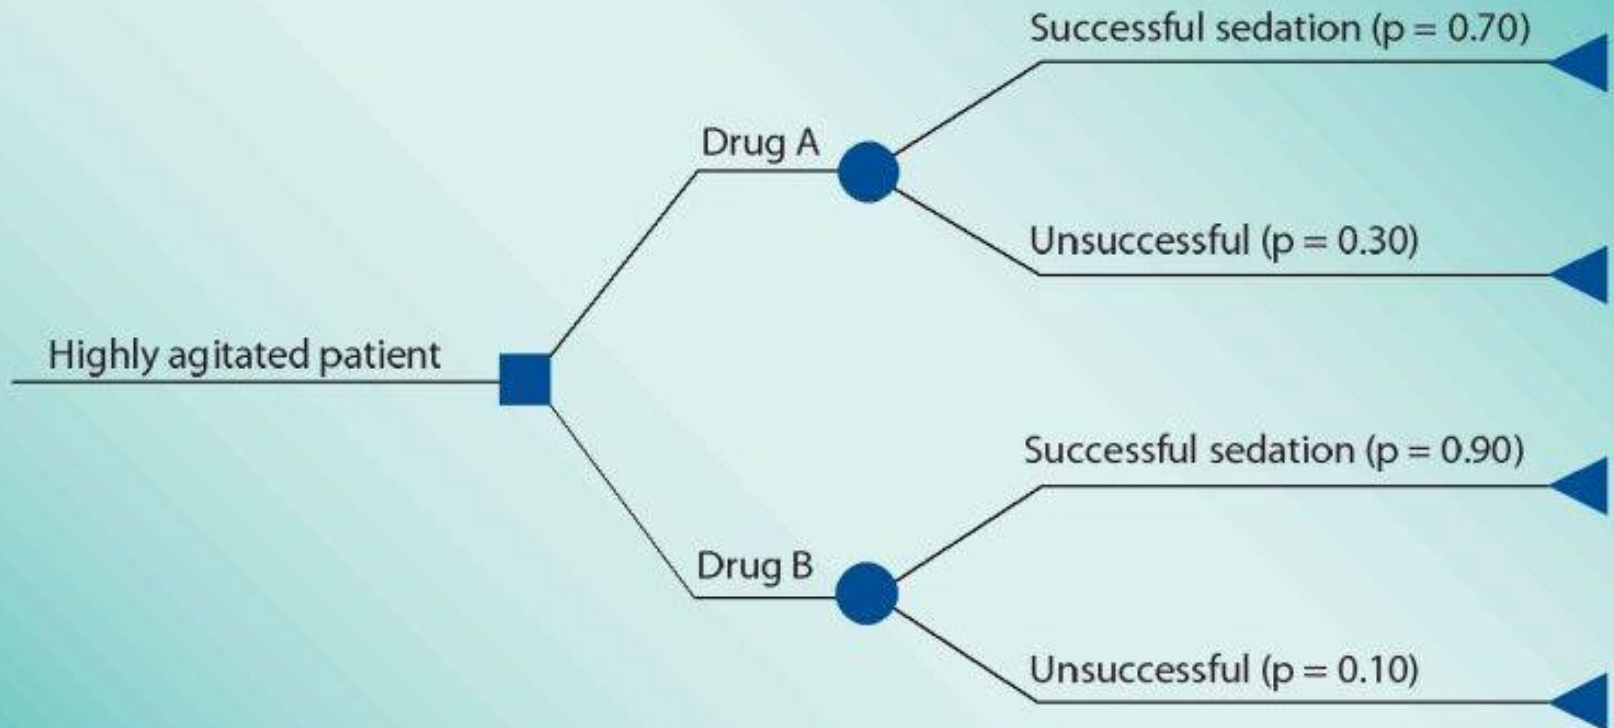 Successful sedation (p = 0.70)
Drug A
Unsuccessful (p = 0.30)
Highly agitated patient
Successful sedation (p = 0.90)
Drug B
Unsuccessful (p = 0.10)